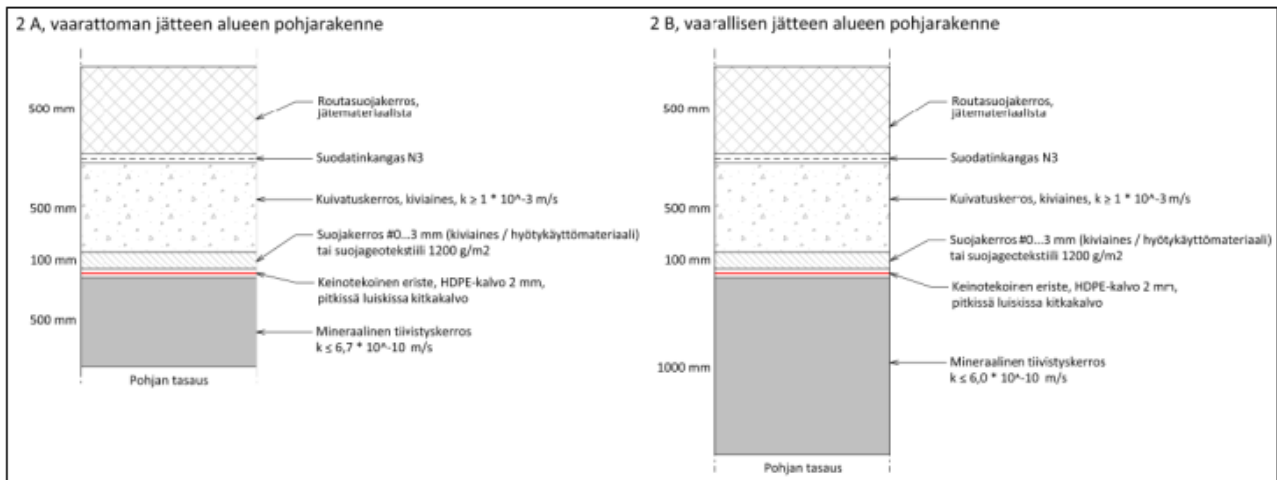 2 A, vaarattoman jätteen alueen pohjarakenne
500 mm
Routasuojakerros,
jätemateriaalista
Suodatinkangas N3
500 mm
Kuivatuskerros, kiviaines, k ≥ 1 * 10^-3 m/s
100 mm
Suojakerros #0...3 mm (kiviaines / hyötykäyttömateriaali)
tai suojageotekstiili 1200 g/m2
Keinotekoinen eriste, HDPE-kalvo 2 mm,
pitkissä luiskissa kitkakalvo
500 mm
Mineraalinen tiivistyskerros
k ≤ 6,7 * 10^-10 m/s
Pohjan tasaus
2 B, vaarallisen jätteen alueen pohjarakenne
500 mm
Routasuojakerros,
jätemateriaalista
Suodatinkangas N3
500 mm
Kuivatuskerros, kiviaines, k ≥ 1 * 10^-3 m/s
100 mm
Suojakerros #0...3 mm (kiviaines / hyötykäyttömateriaali)
tai suojageotekstiili 1200 g/m2
Keinotekoinen eriste, HDPE-kalvo 2 mm,
pitkissä luiskissa kitkakalvo
1000 mm
Mineraalinen tiivistyskerros
k ≤ 6,0 * 10^-10 m/s
Pohjan tasaus